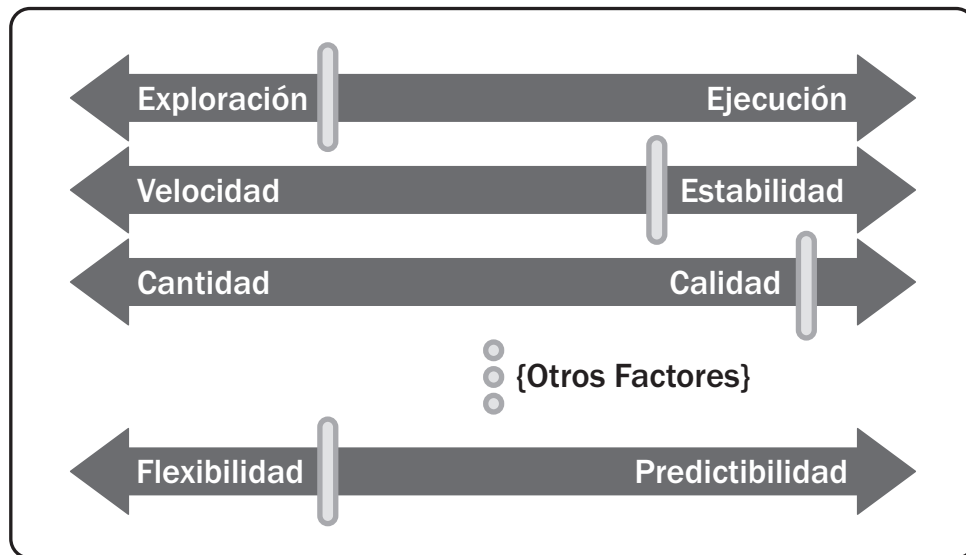 Exploración Ejecución
Velocidad Estabilidad
Cantidad Calidad
{Otros Factores}
Flexibilidad Predictibilidad